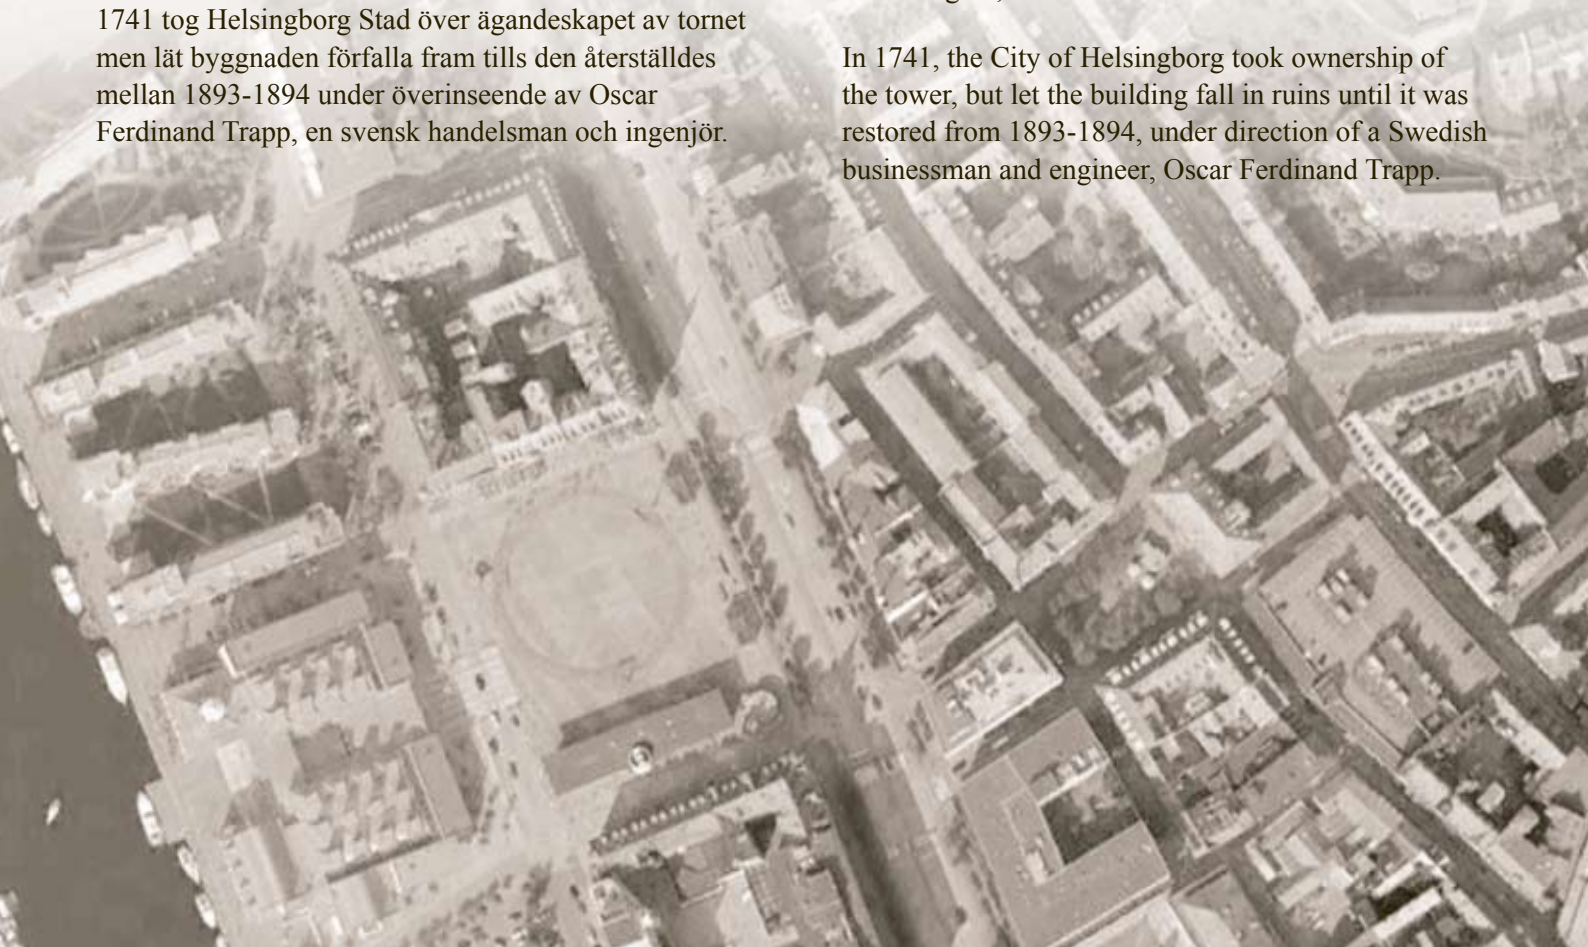 1741 tog Helsingborg Stad över ägandeskapet av tornet
men lät byggnaden förfalla fram tills den återställdes
mellan 1893-1894 under överinseende av Oscar
Ferdinand Trapp, en svensk handelsman och ingenjör.
In 1741, the City of Helsingborg took ownership of
the tower, but let the building fall in ruins until it was
restored from 1893-1894, under direction of a Swedish
businessman and engineer, Oscar Ferdinand Trapp.